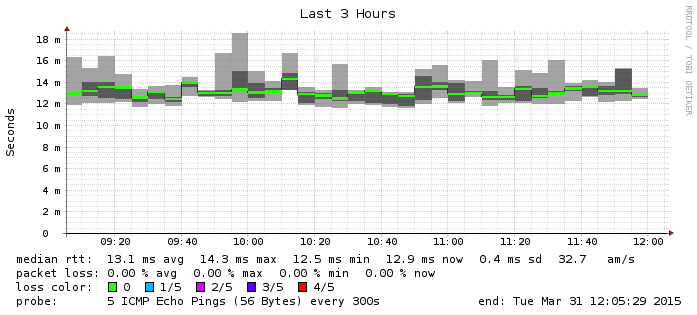 Last 3 Hours
RRDTOOL / TOBI OETIKER
Seconds
18 m
16 m
14 m
12 m
10 m
8 m
6 m
4 m
2 m
0
09:20 09:40 10:00 10:20 10:40 11:00 11:20 11:40 12:00
median rtt: 13.1 ms avg 14.3 ms max 12.5 ms min 12.9 ms now 0.4 ms sd 32.7 am/s
packet loss: 0.00 % avg 0.00 % max 0.00 % min 0.00 % now
loss color: 0 1/5 2/5 3/5 4/5
probe: 5 ICMP Echo Pings (56 Bytes) every 300s end: Tue Mar 31 12:05:29 2015